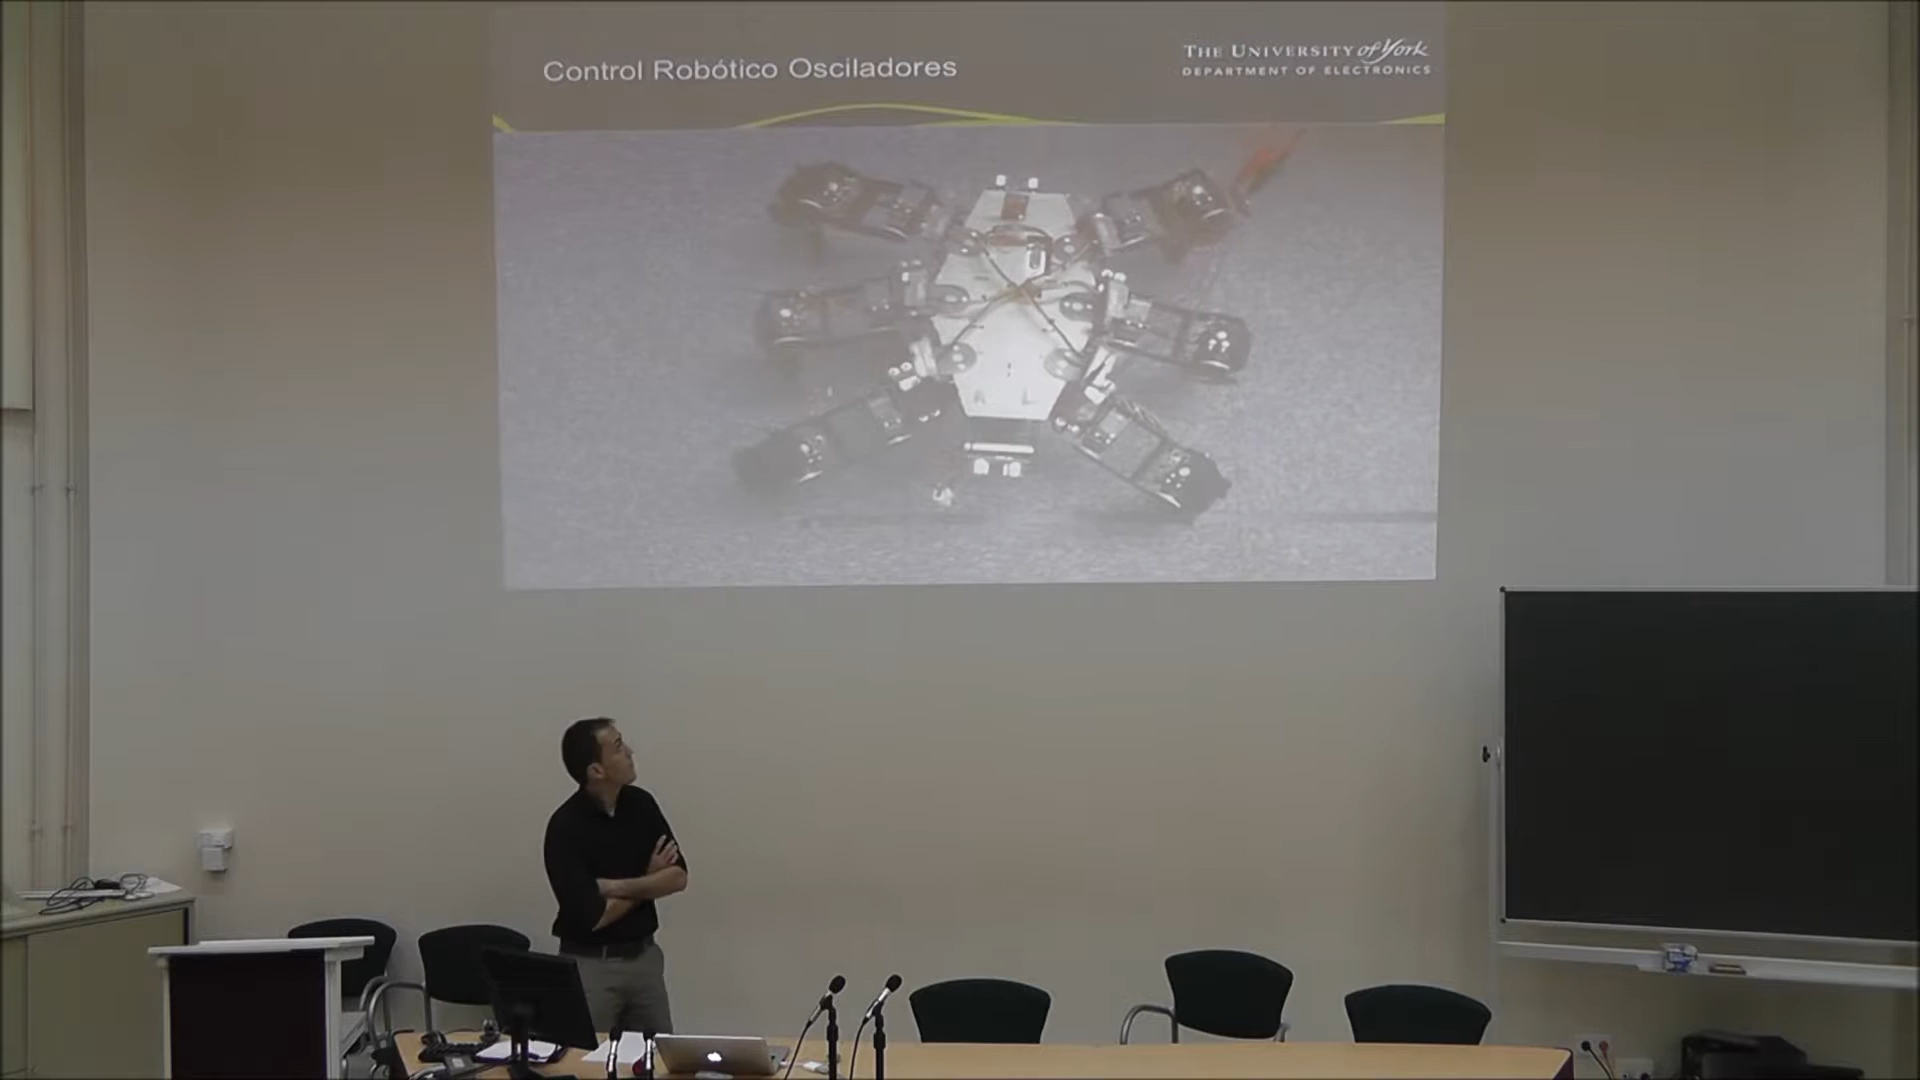 Control Robótico Osciladores
THE UNIVERSITY of York
DEPARTMENT OF ELECTRONICS